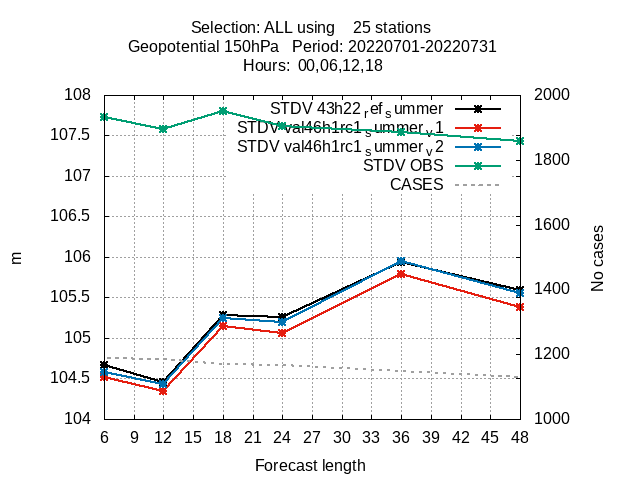 Selection: ALL using 25 stations
Geopotential 150hPa Period: 20220701-20220731
Hours: 00,06,12,18
108 2000
STDV 43h22ᵣefₛummer
107.5 STDV val46h1rc1ₛummerᵥ1
STDV val46h1rc1ₛummerᵥ2
STDV OBS 1800
107 CASES
106.5 1600
106
m No cases
105.5 1400
105
1200
104.5
104 1000
6 9 12 15 18 21 24 27 30 33 36 39 42 45 48
Forecast length